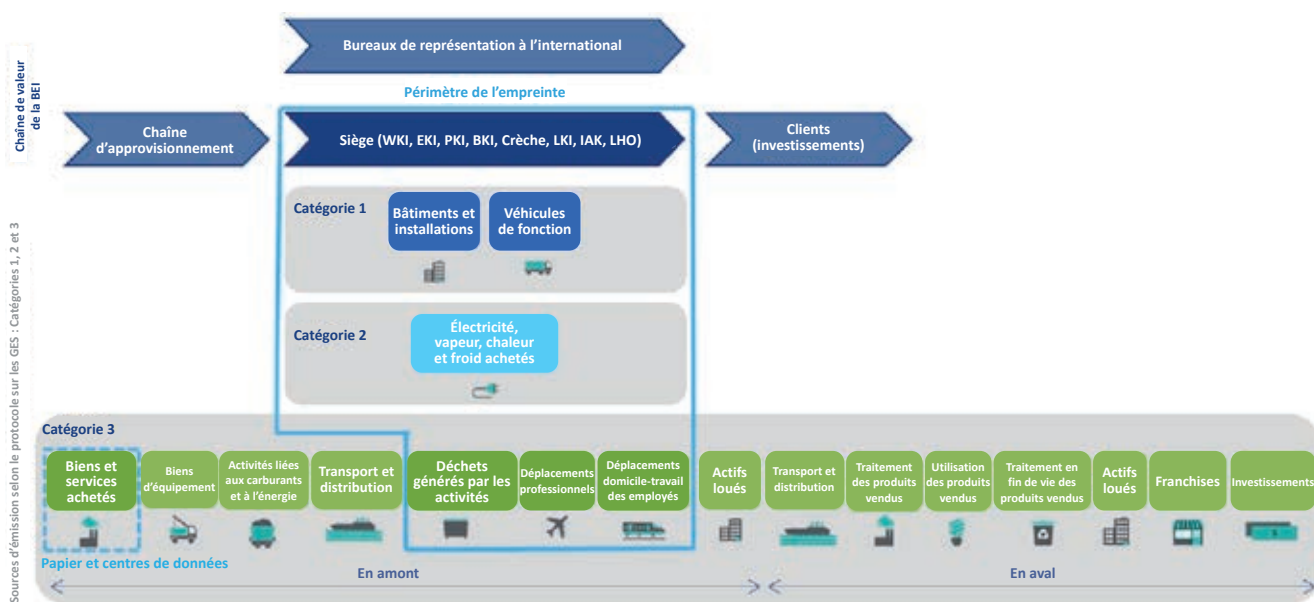 Bureaux de représentation à l’international
Chaîne de valeur
de la BEI
Périmètre de l’empreinte
Chaîne
d’approvisionnement
Siège (WKI, EKI, PKI, BKI, Crèche, LKI, IAK, LHO)
Clients
(investissements)
Sources d’émission selon le protocole sur les GES : Catégories 1, 2 et 3
Catégorie 1
Bâtiments et
installations
Véhicules
de fonction
Catégorie 2
Électricité,
vapeur, chaleur
et froid achetés
Catégorie 3
Biens et
services
achetés
Biens
d’équipement
Activités liées
aux carburants
et à l’énergie
Transport et
distribution
Déchets
générés par les
activités
Déplacements
professionnels
Déplacements
domicile-travail
des employés
Actifs
loués
Transport et
distribution
Traitement
des produits
vendus
Utilisation
des produits
vendus
Traitement en
fin de vie des
produits vendus
Actifs
loués
Franchises
Investissements
Papier et centres de données
En amont
En aval